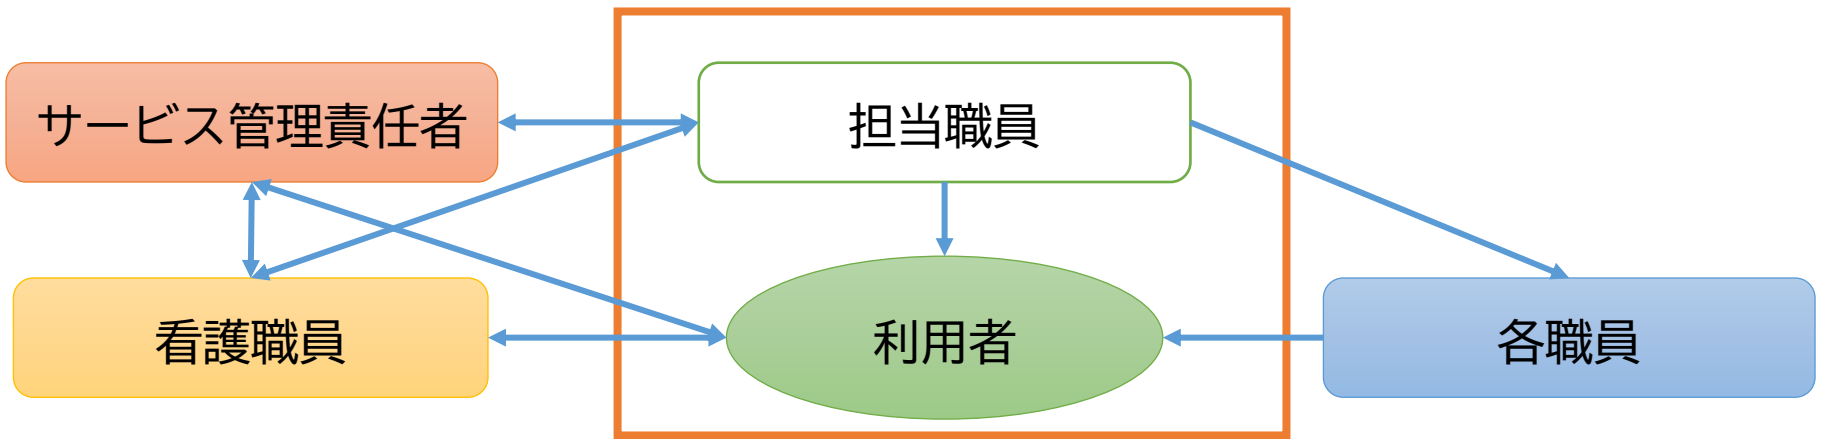 サービス管理責任者
担当職員
看護職員
利用者
各職員